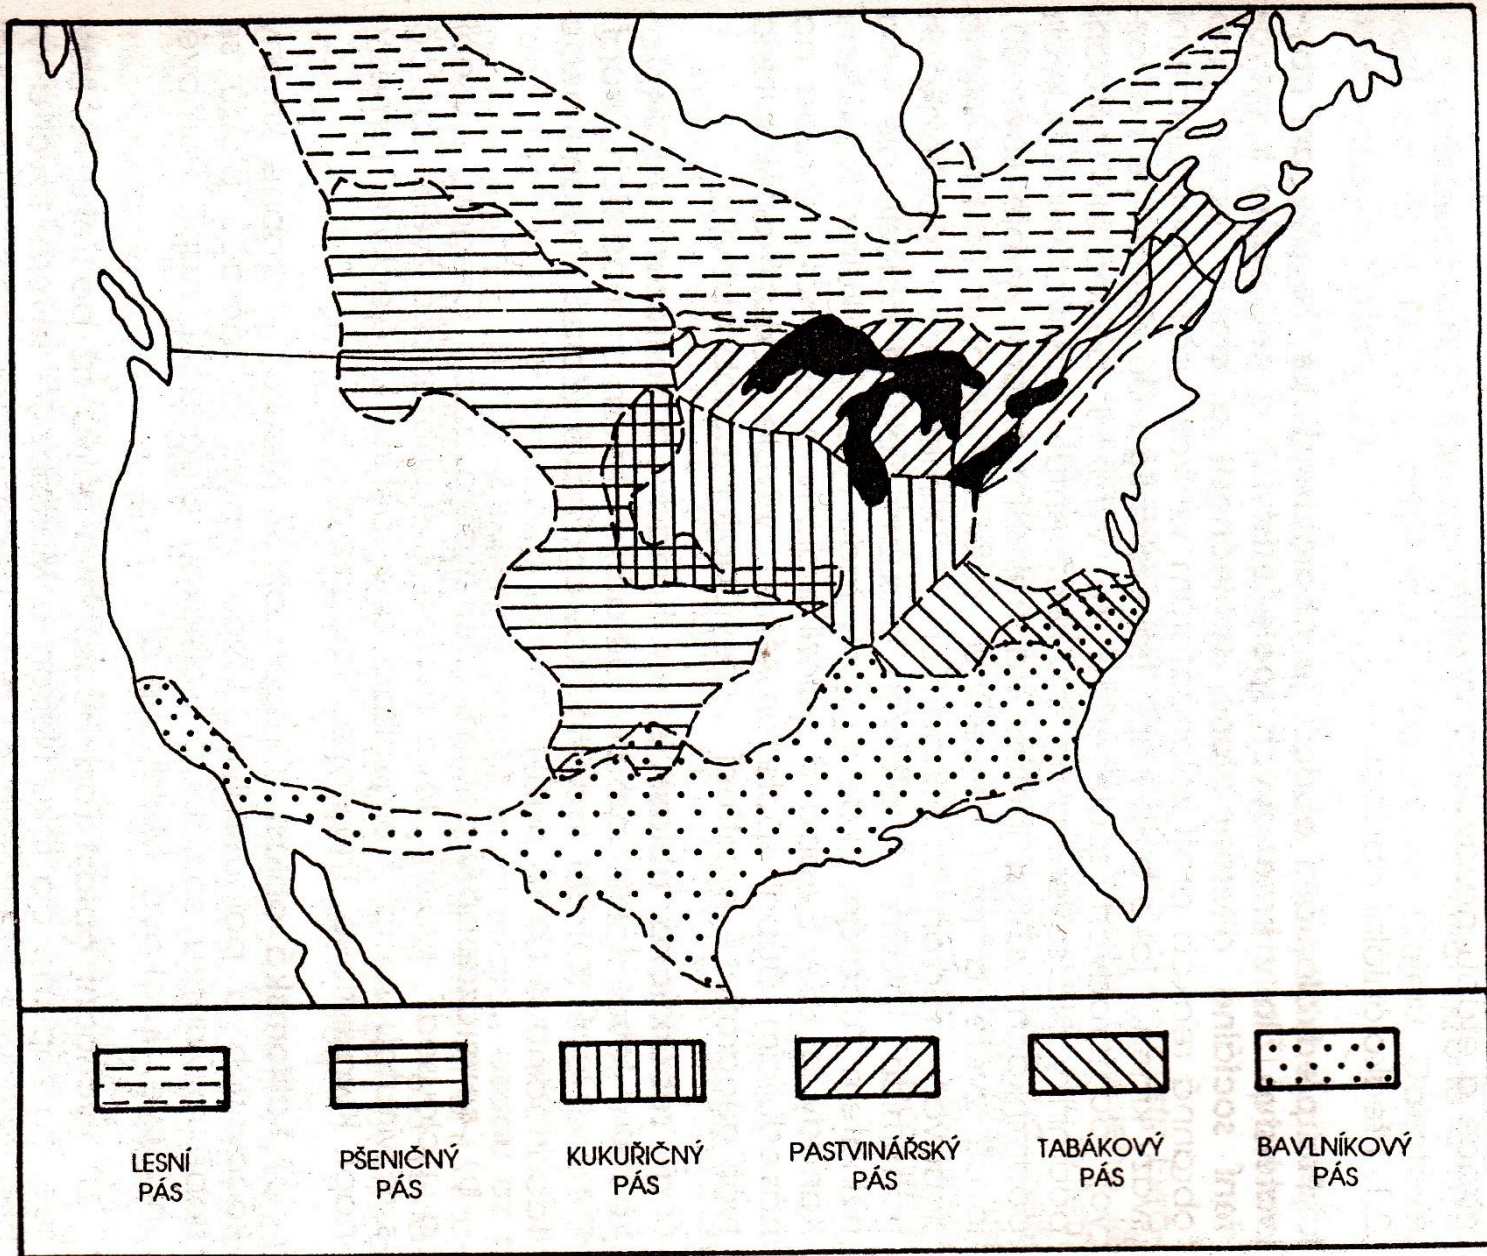 LESNÍ
PÁS
PŠENIČNÝ
PÁS
KUKUŘIČNÝ
PÁS
PASTVINÁŘSKÝ
PÁS
TABÁKOVÝ
PÁS
BAVLNÍKOVÝ
PÁS